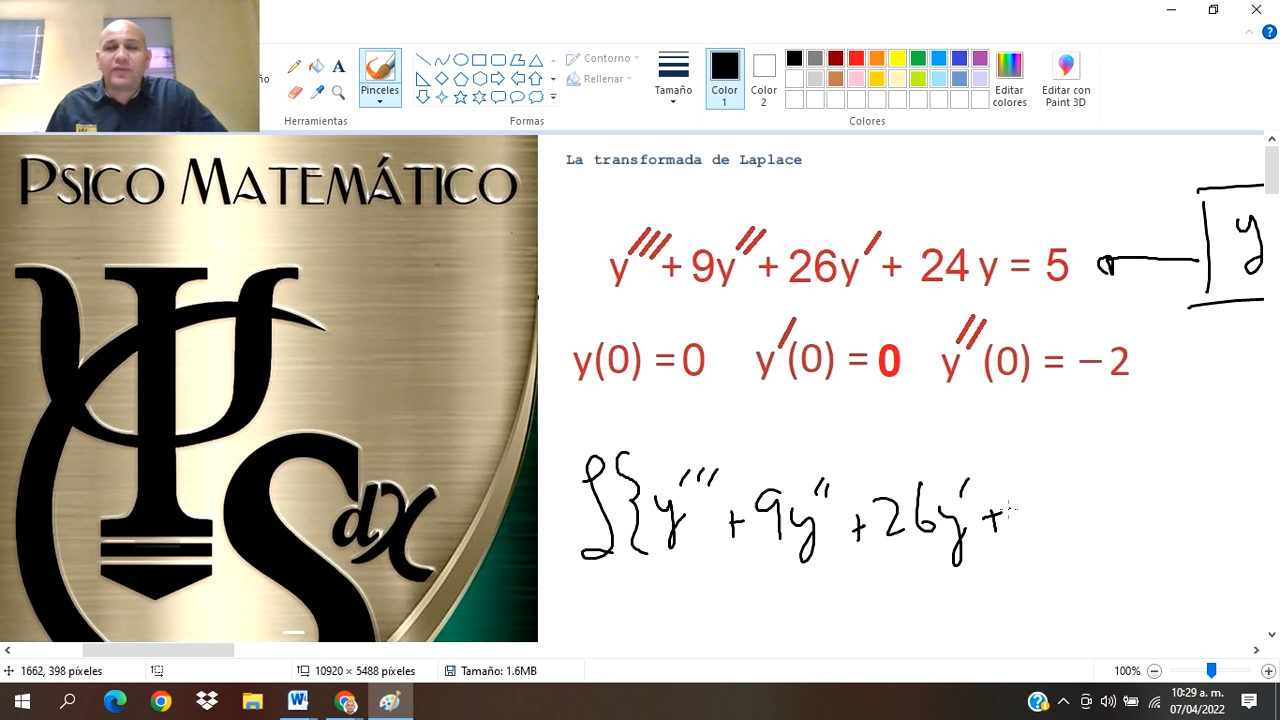 Contorno
Rellenar
Herramientas
Pinceles
Formas
Tamaño
Color 1
Color 2
Editar colores
Editar con Paint 3D
Colores
PSICO MATEMÁTICO
S dx
La transformada de Laplace
y''' + 9y'' + 26y' + 24 y = 5
y
y(0) = 0 y'(0) = 0 y''(0) = −2
ℒ{y''' + 9y'' + 26y' +
1662, 398 píxeles
10920 × 5488 píxeles
Tamaño: 1.6MB
100%
10:29 a. m.
07/04/2022